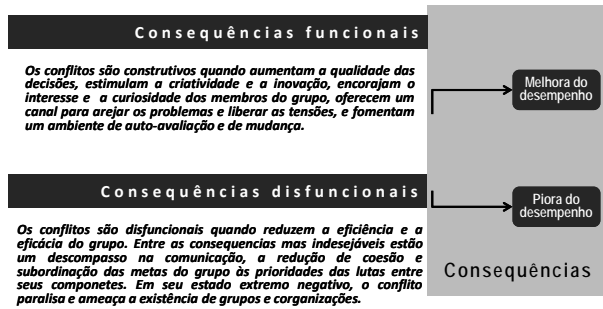 Consequências funcionais
Os conflitos são construtivos quando aumentam a qualidade das
decisões, estimulam a criatividade e a inovação, encorajam o
interesse e a curiosidade dos membros do grupo, oferecem um
canal para arejar os problemas e liberar as tensões, e fomentam
um ambiente de auto-avaliação e de mudança.
Melhora do
desempenho
Consequências disfuncionais
Os conflitos são disfuncionais quando reduzem a eficiência e a
eficácia do grupo. Entre as consequencias mas indesejáveis estão
um descompasso na comunicação, a redução de coesão e
subordinação das metas do grupo às prioridades das lutas entre
seus componetes. Em seu estado extremo negativo, o conflito
paralisa e ameaça a existência de grupos e corganizações.
Piora do
desempenho
Consequências